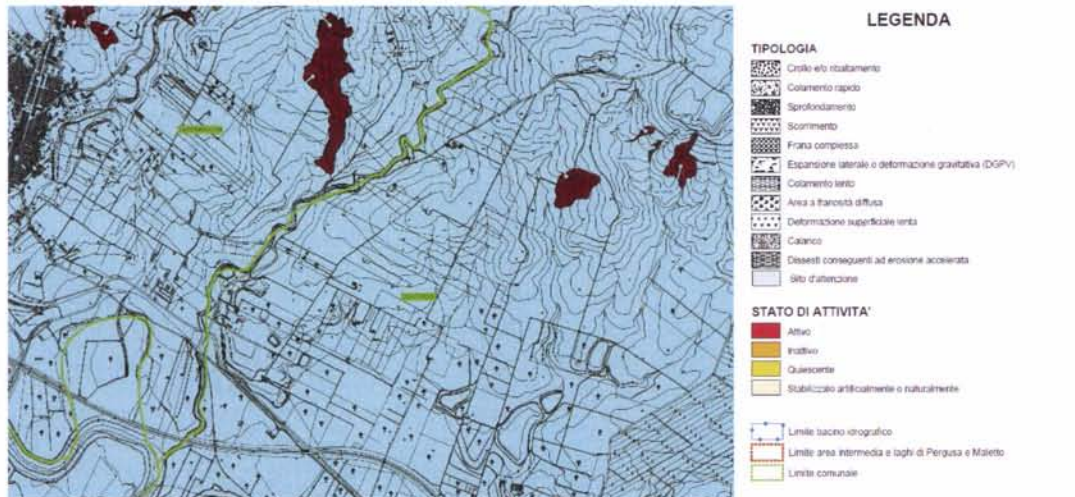 LEGENDA
TIPOLOGIA
Crollo e/o ribaltamento
Colamento rapido
Sprofondamento
Scorrimento
Frana complessa
Espansione laterale o deformazione gravitativa (DGPV)
Colamento lento
Area a franosità diffusa
Deformazione superficiale lenta
Calanco
Dissesti conseguenti ad erosione accelerata
Sito d'attenzione
STATO DI ATTIVITA'
Attivo
Inattivo
Quiescente
Stabilizzato artificialmente o naturalmente
Limite bacino idrografico
Limite area intermedia e laghi di Pergusa e Maletto
Limite comunale